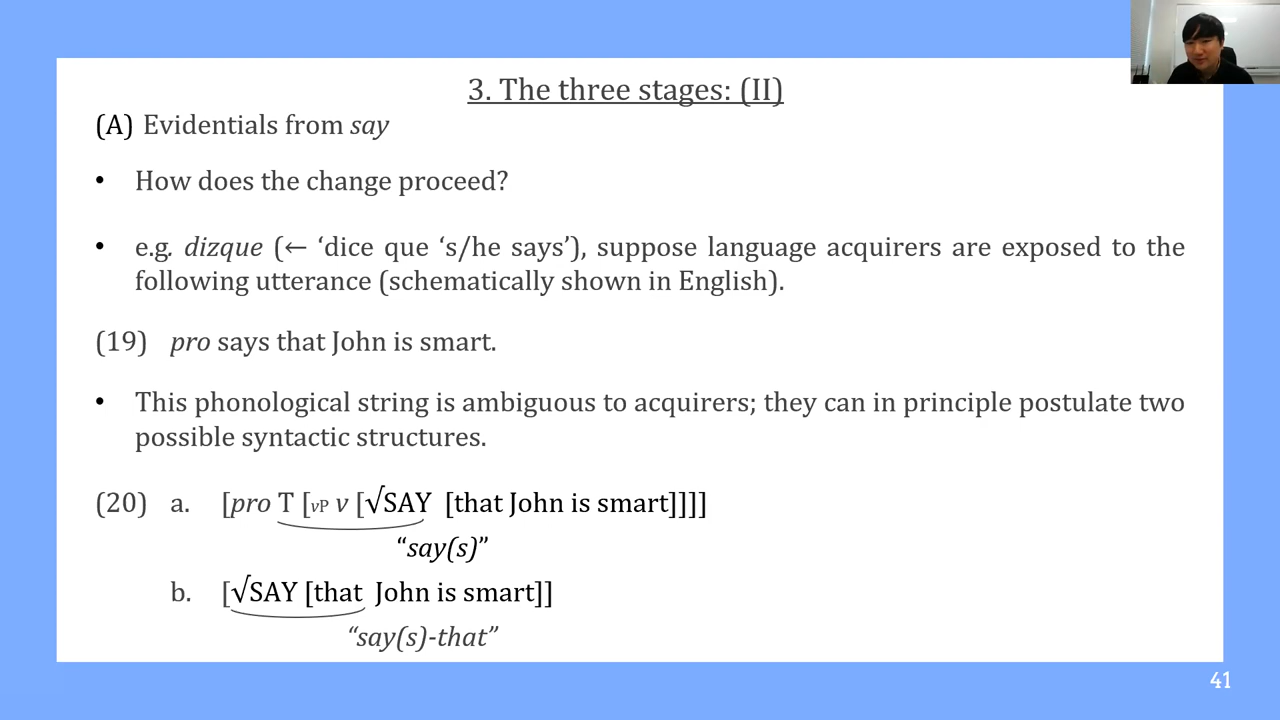 3. The three stages: (II)
(A) Evidentials from say
• How does the change proceed?
• e.g. dizque (← ‘dice que ‘s/he says’), suppose language acquirers are exposed to the
following utterance (schematically shown in English).
(19) pro says that John is smart.
• This phonological string is ambiguous to acquirers; they can in principle postulate two
possible syntactic structures.
(20) a. [pro T [vP v [√SAY [that John is smart]]]]
“say(s)”
b. [√SAY [that John is smart]]
“say(s)-that”
41